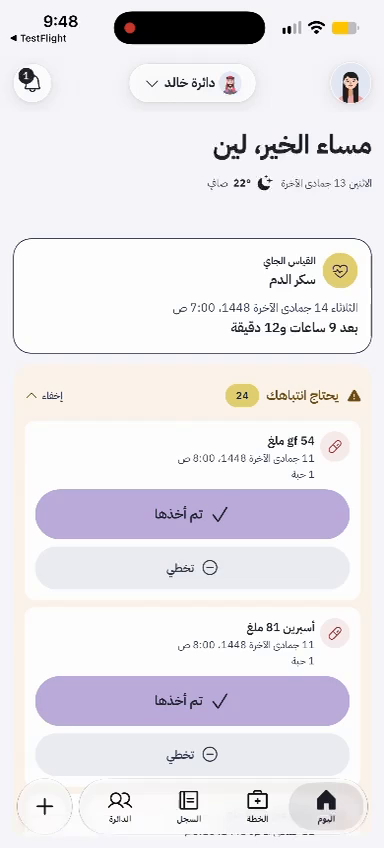 9:48
TestFlight
1
دائرة خالد
مساء الخير، لين
الاثنين 13 جمادى الآخرة 22° صافي
القياس الجاي
سكر الدم
الثلاثاء 14 جمادى الآخرة 1448، 7:00 ص
بعد 9 ساعات و12 دقيقة
يحتاج انتباهك 24
إخفاء
gf 54 ملغ
11 جمادى الآخرة 1448، 8:00 ص
1 حبة
تم أخذها
تخطي
أسبرين 81 ملغ
11 جمادى الآخرة 1448، 8:00 ص
1 حبة
تم أخذها
تخطي
اليوم
الخطة
السجل
الدائرة